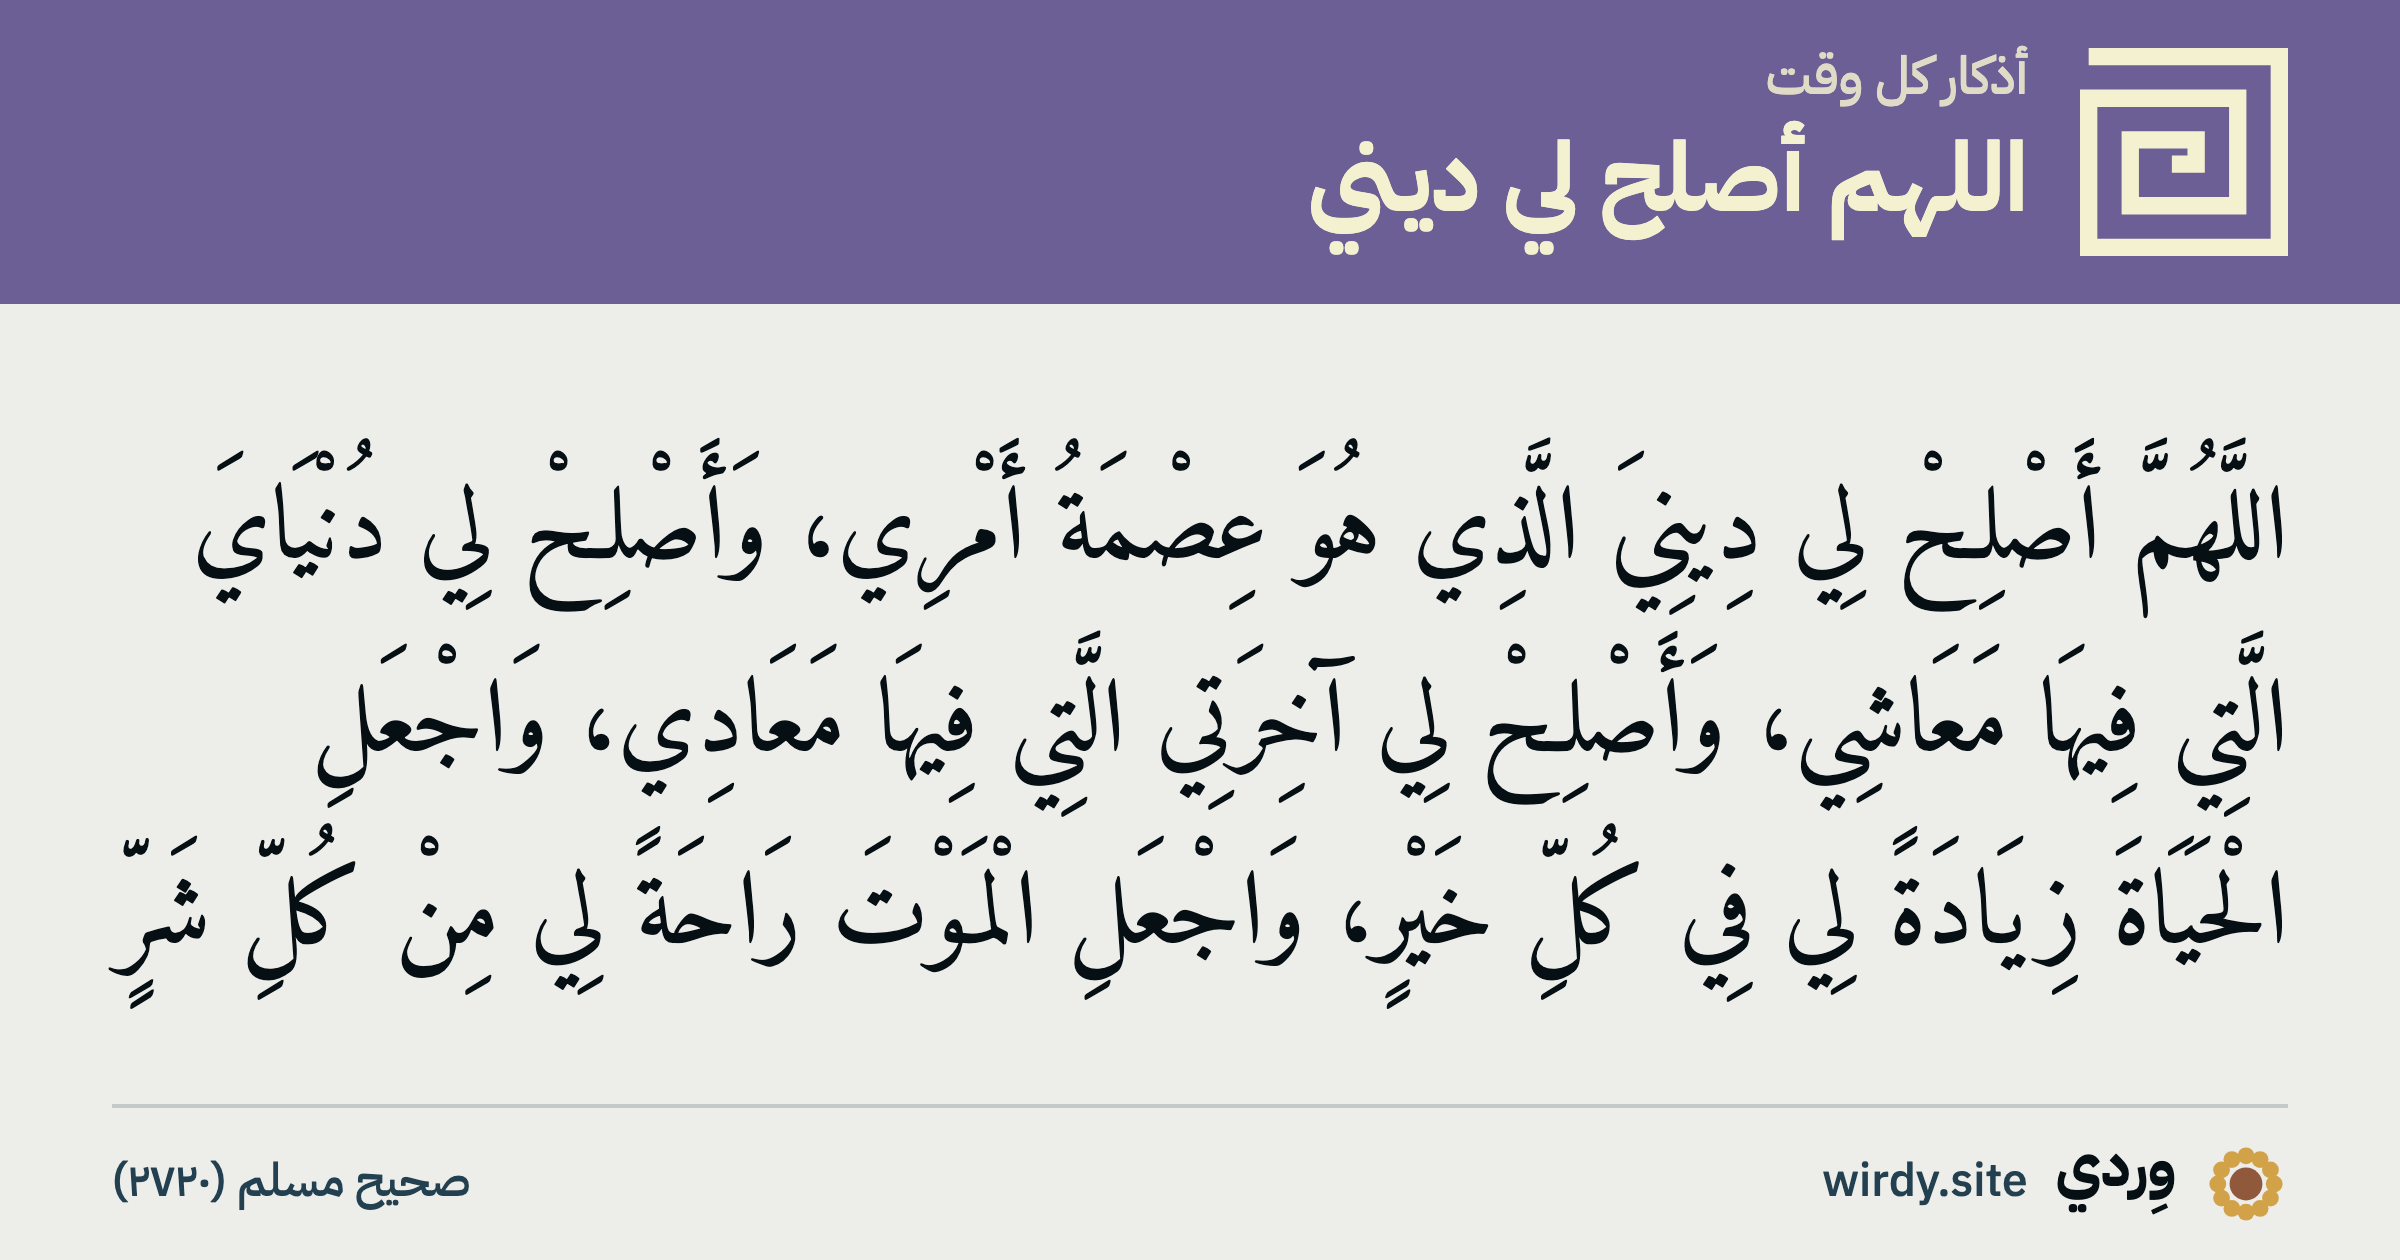 أذكار كل وقت
اللهم أصلح لي ديني
اللَّهُمَّ أَصْلِحْ لِي دِينِيَ الَّذِي هُوَ عِصْمَةُ أَمْرِي، وَأَصْلِحْ لِي دُنْيَايَ
الَّتِي فِيهَا مَعَاشِي، وَأَصْلِحْ لِي آخِرَتِي الَّتِي فِيهَا مَعَادِي، وَاجْعَلِ
الْحَيَاةَ زِيَادَةً لِي فِي كُلِّ خَيْرٍ، وَاجْعَلِ الْمَوْتَ رَاحَةً لِي مِنْ كُلِّ شَرٍّ
وِردي wirdy.site
صحيح مسلم (٢٧٢٠)